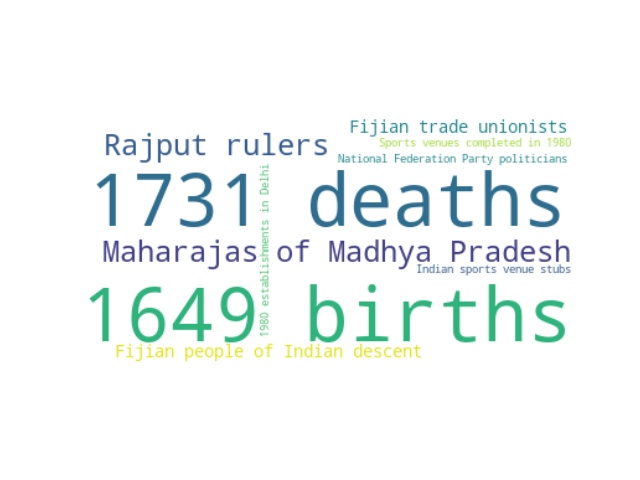 Fijian trade unionists
Rajput rulers
Sports venues completed in 1980
National Federation Party politicians
1731 deaths
1980 establishments in Delhi
Maharajas of Madhya Pradesh
Indian sports venue stubs
1649 births
Fijian people of Indian descent